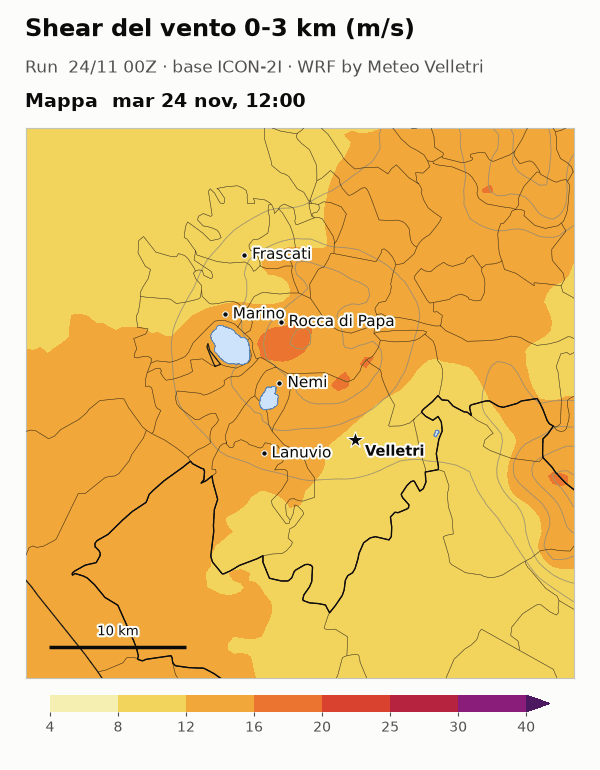 Shear del vento 0-3 km (m/s)
Run  24/11 00Z · base ICON-2I · WRF by Meteo Velletri
Mappa  mar 24 nov, 12:00
Frascati
Marino
Rocca di Papa
Nemi
Velletri
Lanuvio
10 km
4 8 12 16 20 25 30 40